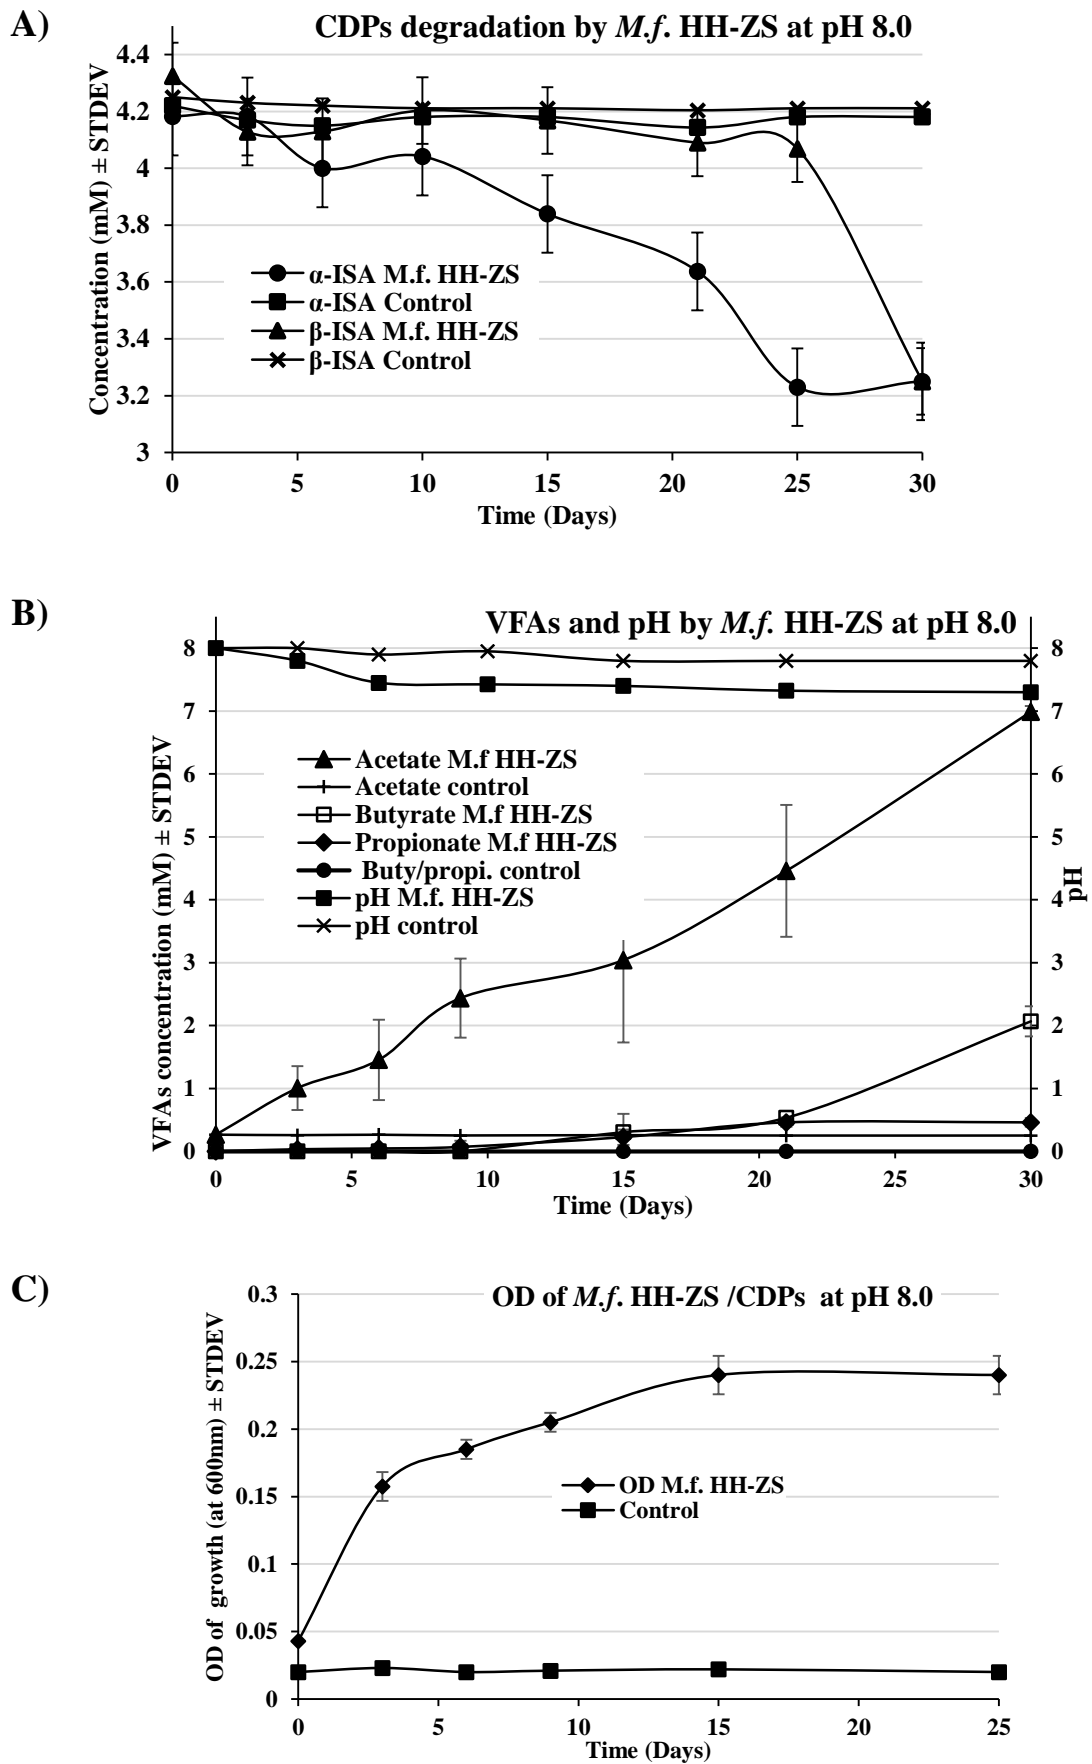 A)
CDPs degradation by M.f. HH-ZS at pH 8.0
Concentration (mM) ± STDEV
4.4
4.2
4
3.8
3.6
3.4
3.2
3
α-ISA M.f. HH-ZS
α-ISA Control
β-ISA M.f. HH-ZS
β-ISA Control
0 5 10 15 20 25 30
Time (Days)
B)
VFAs and pH by M.f. HH-ZS at pH 8.0
VFAs concentration (mM) ± STDEV
8
7
6
5
4
3
2
1
0
Acetate M.f HH-ZS
Acetate control
Butyrate M.f HH-ZS
Propionate M.f HH-ZS
Buty/propi. control
pH M.f. HH-ZS
pH control
8
7
6
5
4
3
2
1
0
pH
0 5 10 15 20 25 30
Time (Days)
C)
OD of M.f. HH-ZS /CDPs at pH 8.0
OD of growth (at 600nm) ± STDEV
0.3
0.25
0.2
0.15
0.1
0.05
0
OD M.f. HH-ZS
Control
0 5 10 15 20 25
Time (Days)